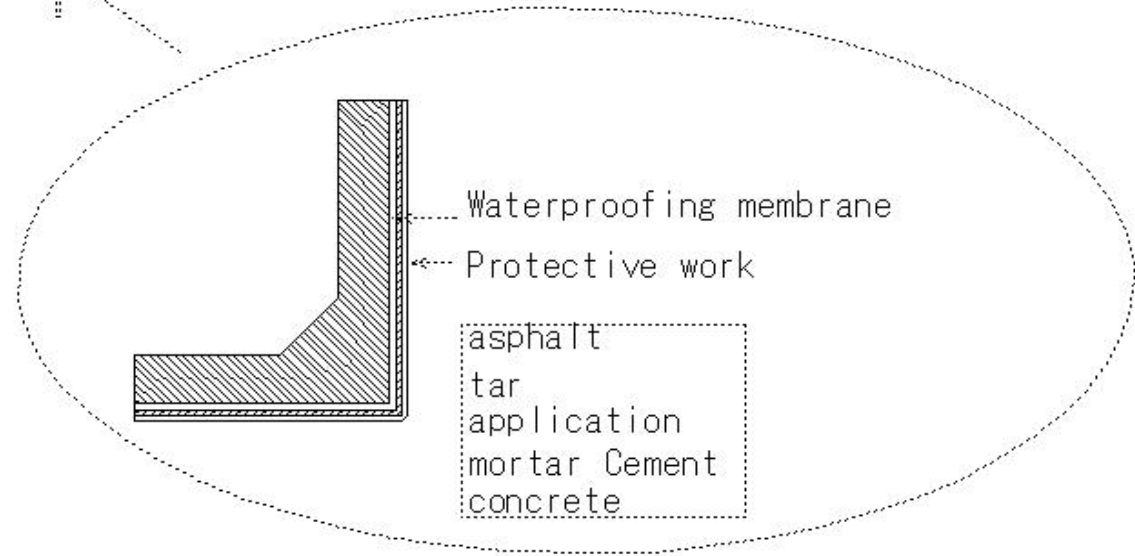 Waterproofing membrane
Protective work
asphalt
tar
application
mortar Cement
concrete